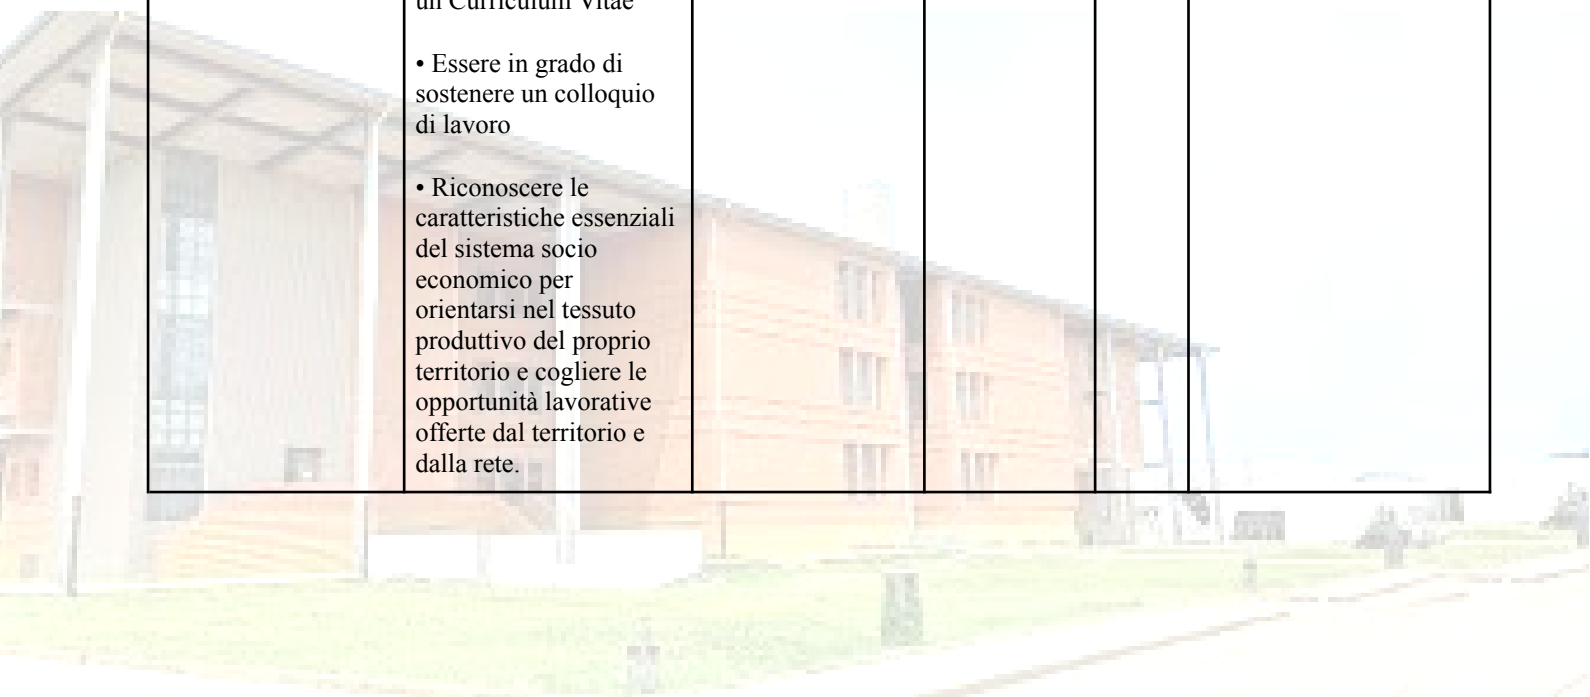 un Curriculum Vitae
• Essere in grado di
sostenere un colloquio
di lavoro
• Riconoscere le
caratteristiche essenziali
del sistema socio
economico per
orientarsi nel tessuto
produttivo del proprio
territorio e cogliere le
opportunità lavorative
offerte dal territorio e
dalla rete.